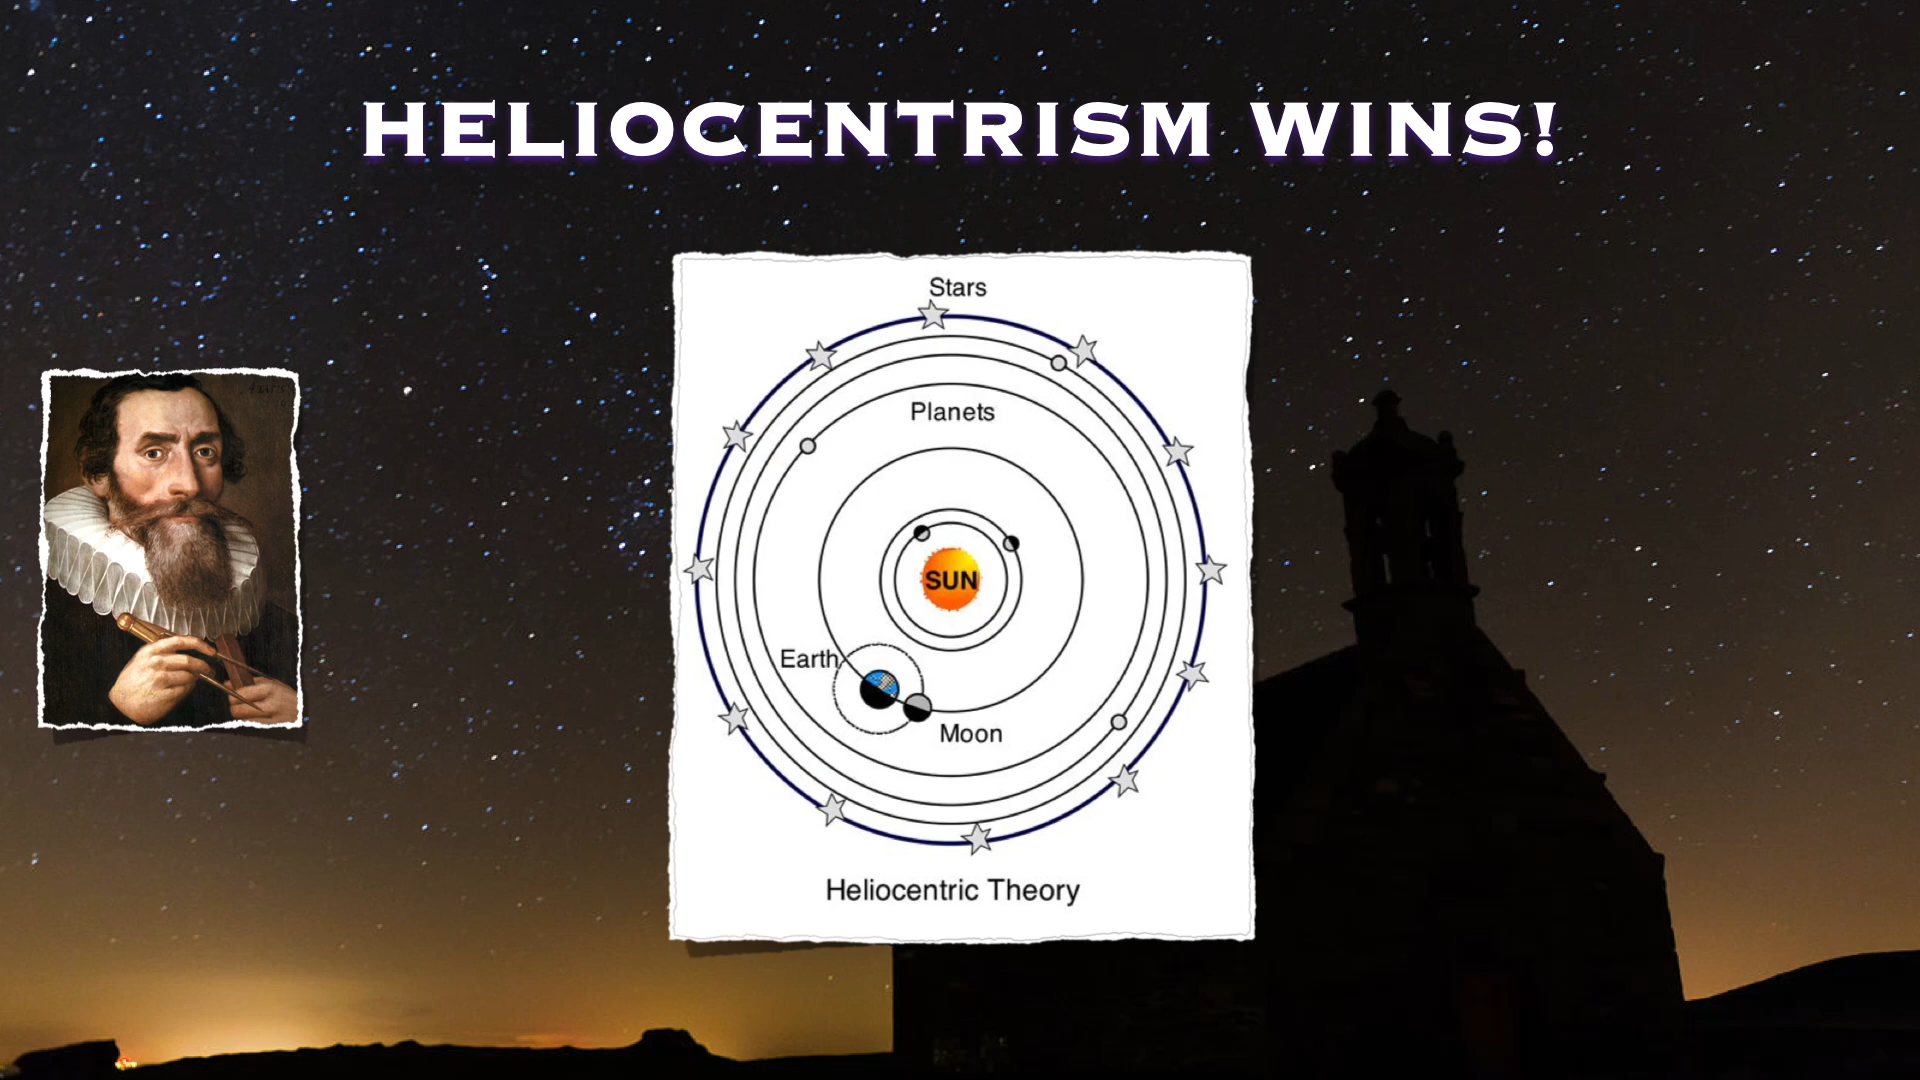 HELIOCENTRISM WINS!
Stars
Planets
SUN
Earth
Moon
Heliocentric Theory